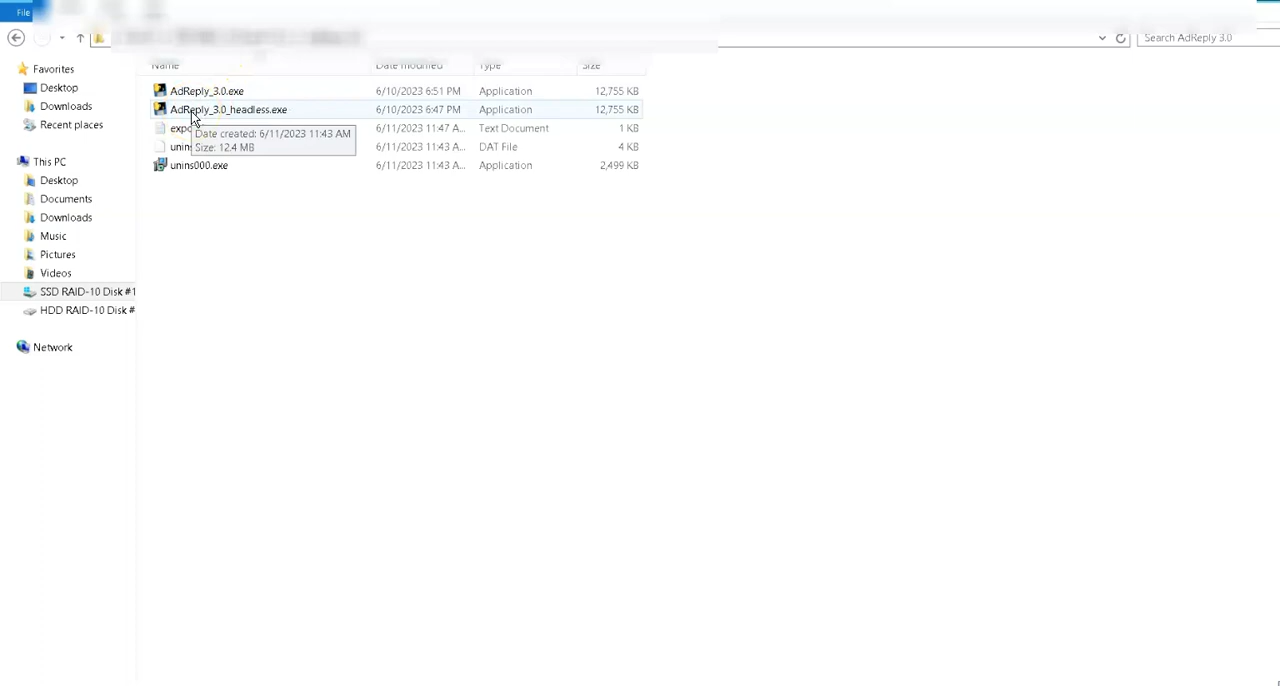 File
Search AdReply 3.0
Name Date modified Type Size
Favorites
Desktop
Downloads
Recent places
This PC
Desktop
Documents
Downloads
Music
Pictures
Videos
SSD RAID-10 Disk #1
HDD RAID-10 Disk #
Network
AdReply_3.0.exe 6/10/2023 6:51 PM Application 12,755 KB
AdReply_3.0_headless.exe 6/10/2023 6:47 PM Application 12,755 KB
expo 6/11/2023 11:47 A... Text Document 1 KB
unins 6/11/2023 11:43 A... DAT File 4 KB
unins000.exe 6/11/2023 11:43 A... Application 2,499 KB
Date created: 6/11/2023 11:43 AM
Size: 12.4 MB